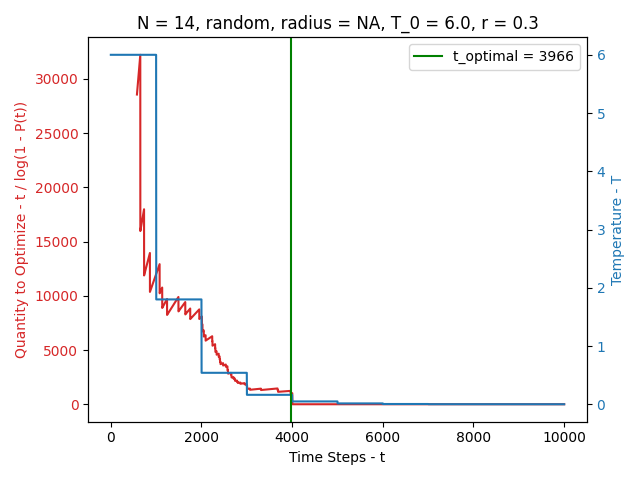 N = 14, random, radius = NA, T_0 = 6.0, r = 0.3
t_optimal = 3966
Quantity to Optimize - t / log(1 - P(t))
30000
25000
20000
15000
10000
5000
0
6
5
4
3
2
1
0
Temperature - T
0 2000 4000 6000 8000 10000
Time Steps - t